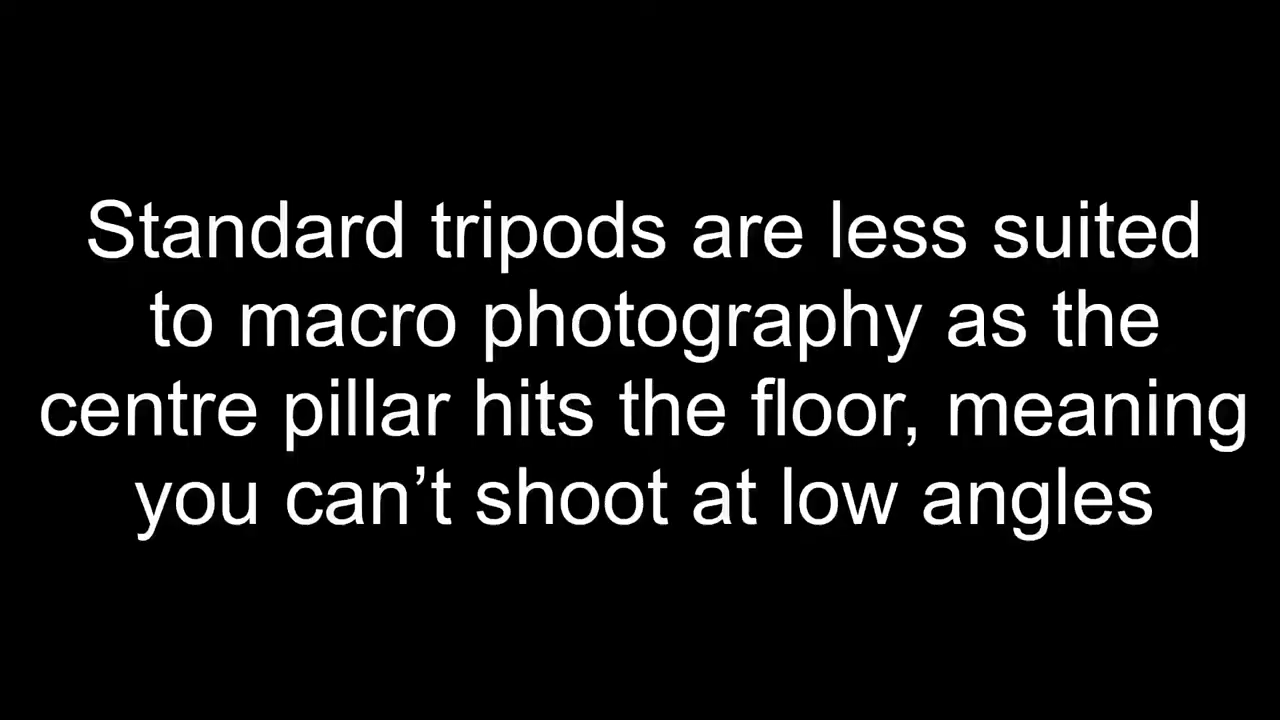 Standard tripods are less suited
to macro photography as the
centre pillar hits the floor, meaning
you can’t shoot at low angles